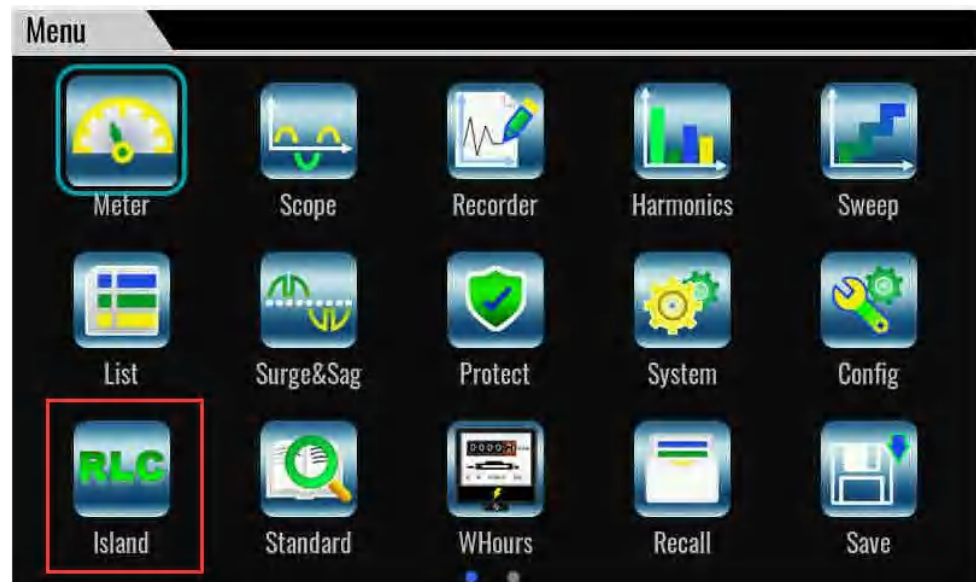 Menu
Meter Scope Recorder Harmonics Sweep
List Surge&Sag Protect System Config
RLC
Island Standard WHours Recall Save